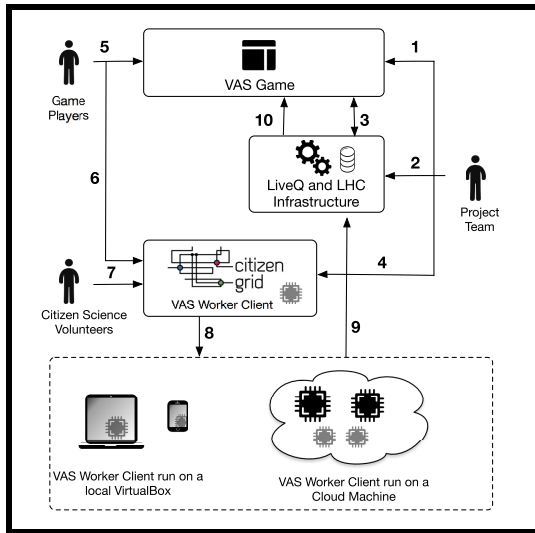 5
1
VAS Game
Game
Players
10
3
2
LiveQ and LHC
Infrastructure
6
Project
Team
4
7
citizen
grid
VAS Worker Client
Citizen Science
Volunteers
8
9
VAS Worker Client run on a
local VirtualBox
VAS Worker Client run on a
Cloud Machine